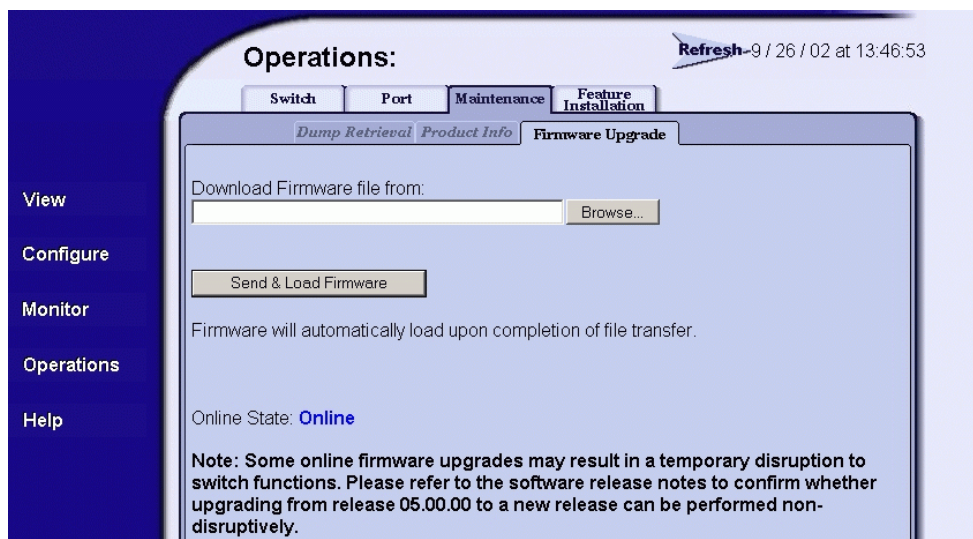 Operations:
Refresh-9 / 26 / 02 at 13:46:53
Switch Port Maintenance Feature Installation
Dump Retrieval Product Info Firmware Upgrade
View
Configure
Monitor
Operations
Help
Download Firmware file from:
Browse...
Send & Load Firmware
Firmware will automatically load upon completion of file transfer.
Online State: Online
Note: Some online firmware upgrades may result in a temporary disruption to
switch functions. Please refer to the software release notes to confirm whether
upgrading from release 05.00.00 to a new release can be performed non-
disruptively.